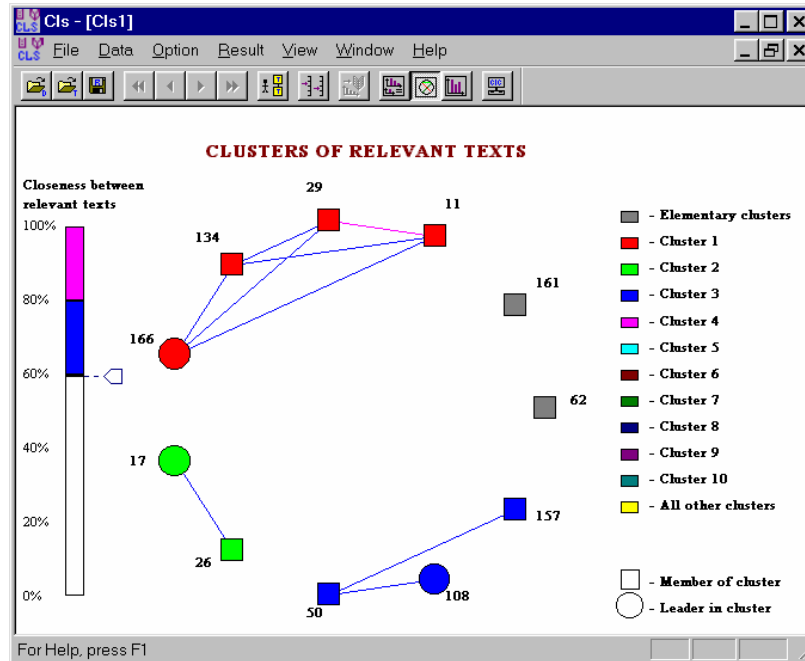 Cls - [Cls1]
CLS
File Data Option Result View Window Help
CLUSTERS OF RELEVANT TEXTS
Closeness between
relevant texts
100%
80%
60%
40%
20%
0%
29
11
134
161
166
62
17
157
26
50
108
- Elementary clusters
- Cluster 1
- Cluster 2
- Cluster 3
- Cluster 4
- Cluster 5
- Cluster 6
- Cluster 7
- Cluster 8
- Cluster 9
- Cluster 10
- All other clusters
- Member of cluster
- Leader in cluster
For Help, press F1